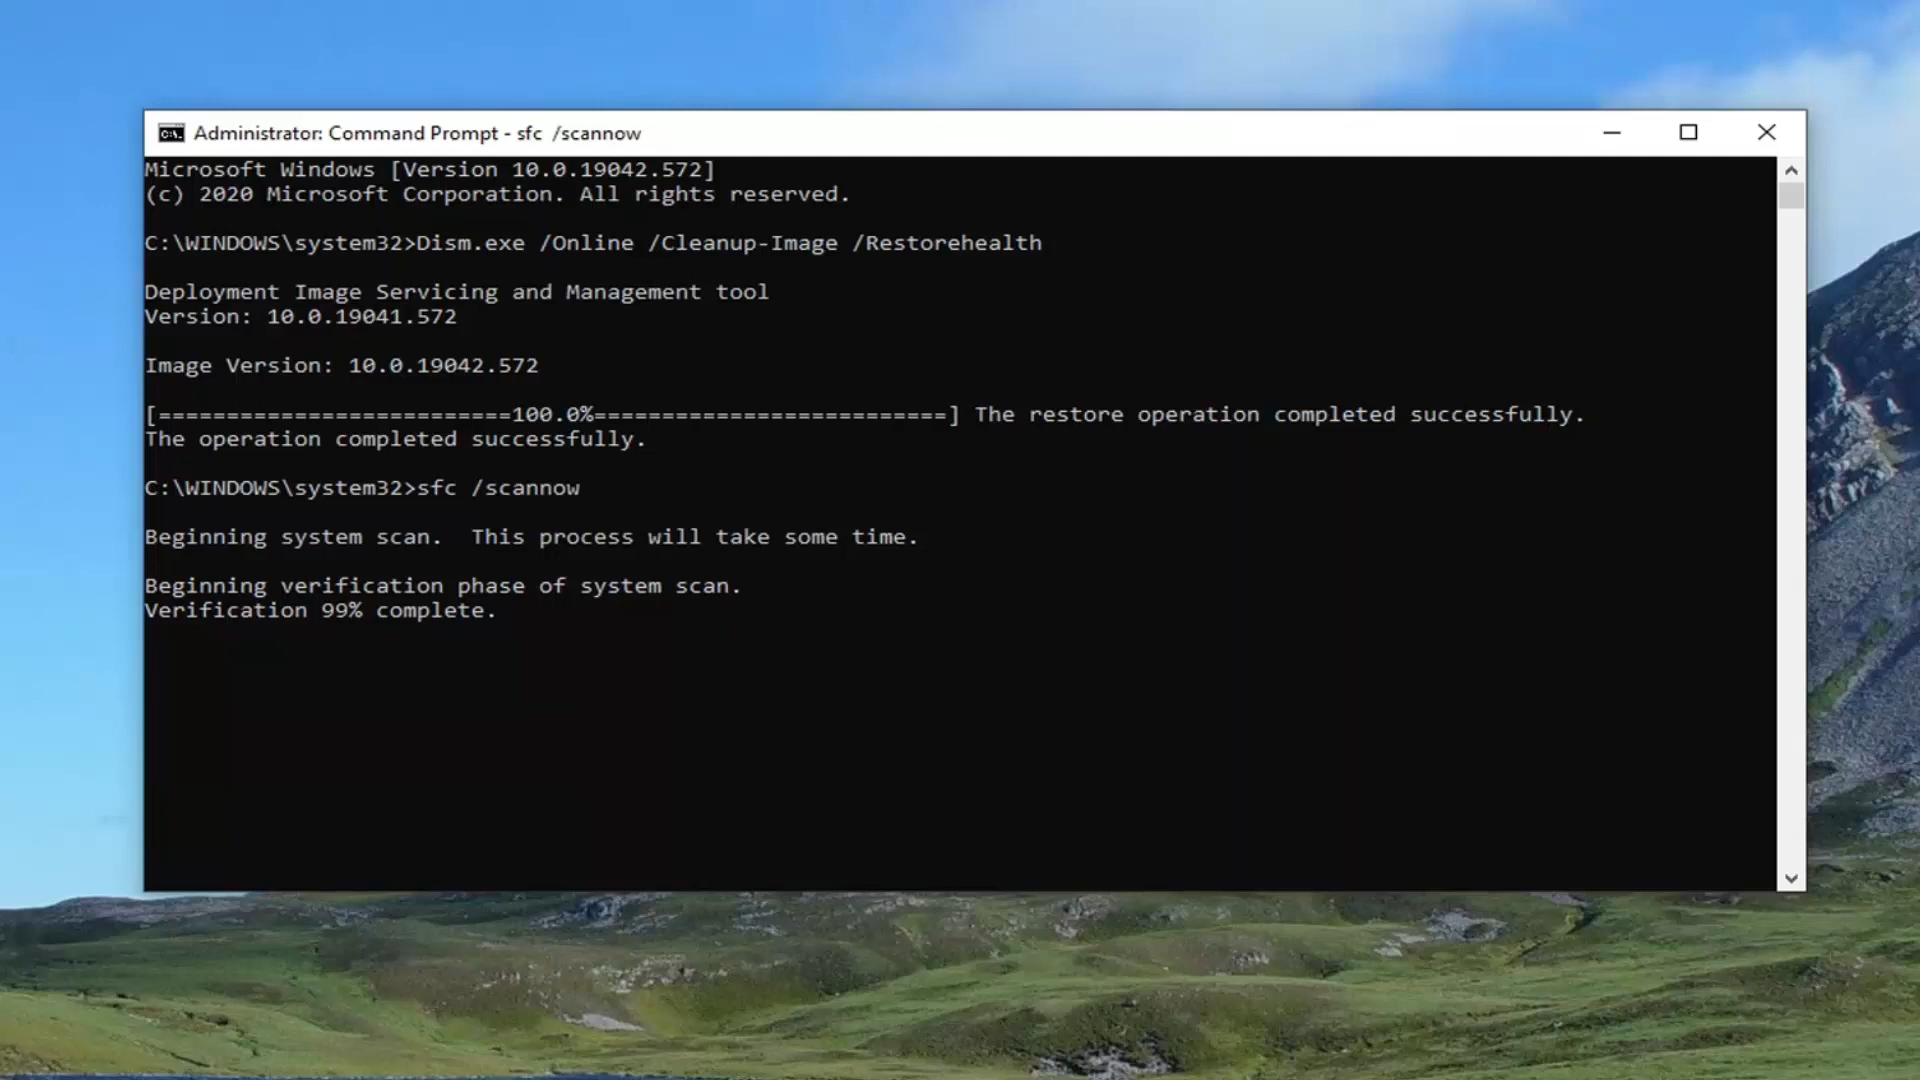 Administrator: Command Prompt - sfc  /scannow
Microsoft Windows [Version 10.0.19042.572]
(c) 2020 Microsoft Corporation. All rights reserved.
C:\WINDOWS\system32>Dism.exe /Online /Cleanup-Image /Restorehealth
Deployment Image Servicing and Management tool
Version: 10.0.19041.572
Image Version: 10.0.19042.572
[==========================100.0%==========================] The restore operation completed successfully.
The operation completed successfully.
C:\WINDOWS\system32>sfc /scannow
Beginning system scan.  This process will take some time.
Beginning verification phase of system scan.
Verification 99% complete.